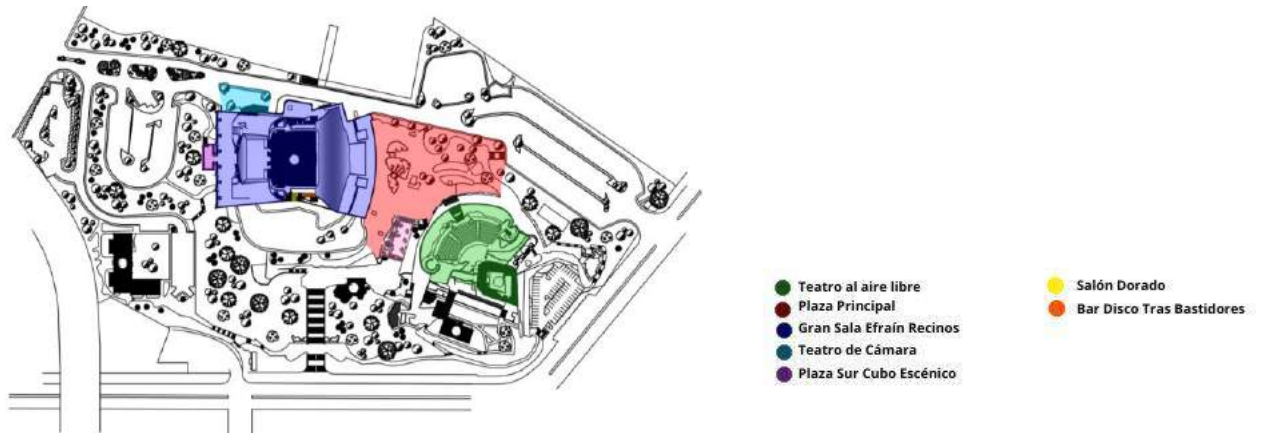 Teatro al aire libre
Plaza Principal
Gran Sala Efraín Recinos
Teatro de Cámara
Plaza Sur Cubo Escénico
Salón Dorado
Bar Disco Tras Bastidores